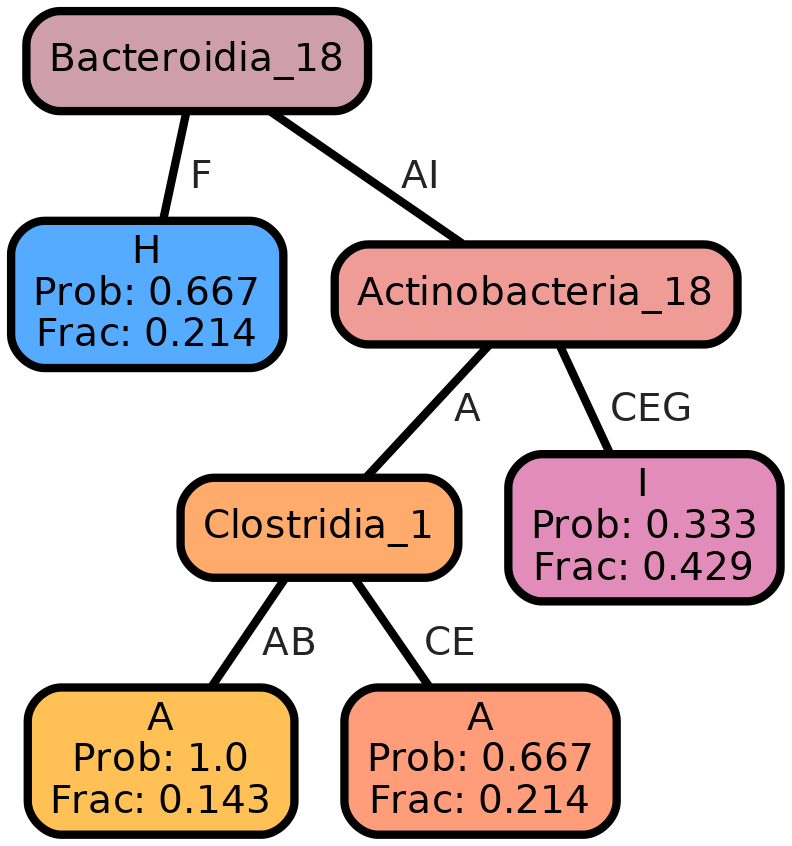 Bacteroidia_18
F
AI
H
Prob: 0.667
Frac: 0.214
Actinobacteria_18
A
CEG
Clostridia_1
I
Prob: 0.333
Frac: 0.429
AB
CE
A
Prob: 1.0
Frac: 0.143
A
Prob: 0.667
Frac: 0.214